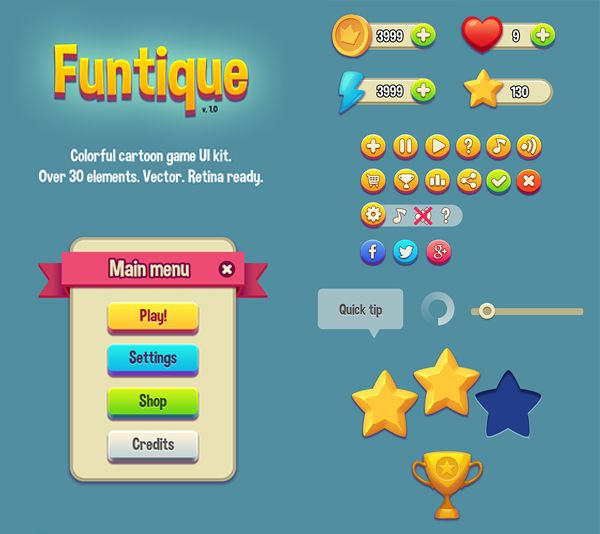 Funtique
v. 1.0
Colorful cartoon game UI kit.
Over 30 elements. Vector. Retina ready.
Main menu
Play!
Settings
Shop
Credits
3999
9
3999
130
?
?
f
g+
Quick tip